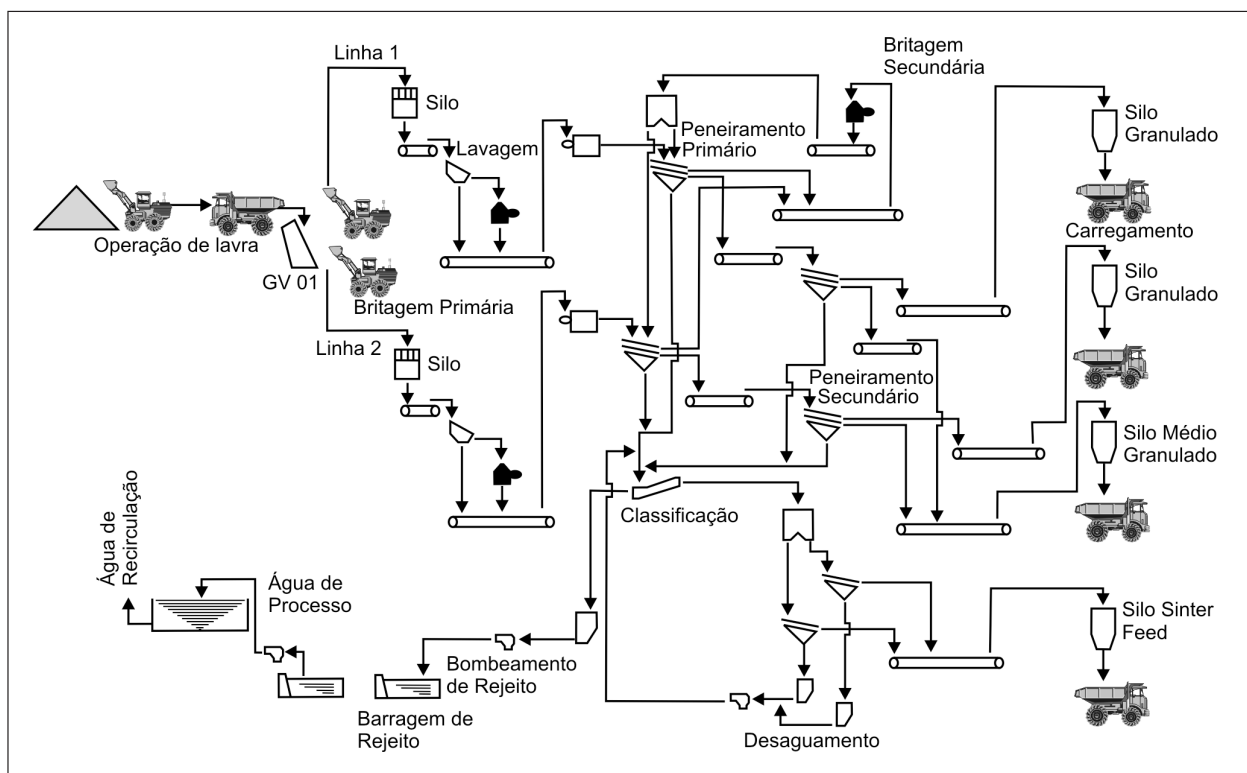 Linha 1
Silo
Lavagem
Britagem
Secundária
Peneiramento
Primário
Silo
Granulado
Operação de lavra
GV 01
Britagem Primária
Carregamento
Silo
Granulado
Linha 2
Silo
Peneiramento
Secundário
Silo Médio
Granulado
Classificação
Água de
Recirculação
Água de
Processo
Silo Sinter
Feed
Bombeamento
de Rejeito
Barragem de
Rejeito
Desaguamento